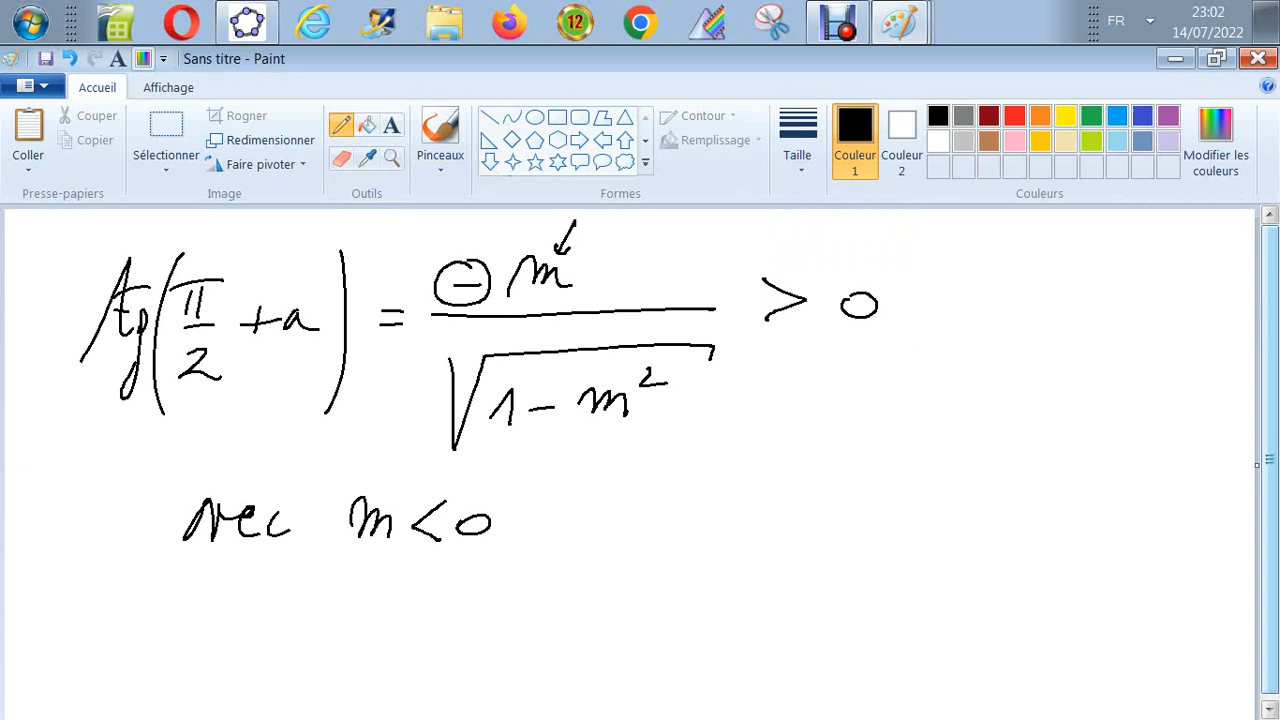 23:02
FR
14/07/2022
Sans titre - Paint
Accueil Affichage
Couper
Copier
Coller
Presse-papiers
Rogner
Redimensionner
Faire pivoter
Sélectionner
Image
Outils
Pinceaux
Contour
Remplissage
Formes
Taille
Couleur 1
Couleur 2
Modifier les couleurs
Couleurs
12
tg(π/2 + a) = -m / √(1 - m²) > 0
avec m < 0